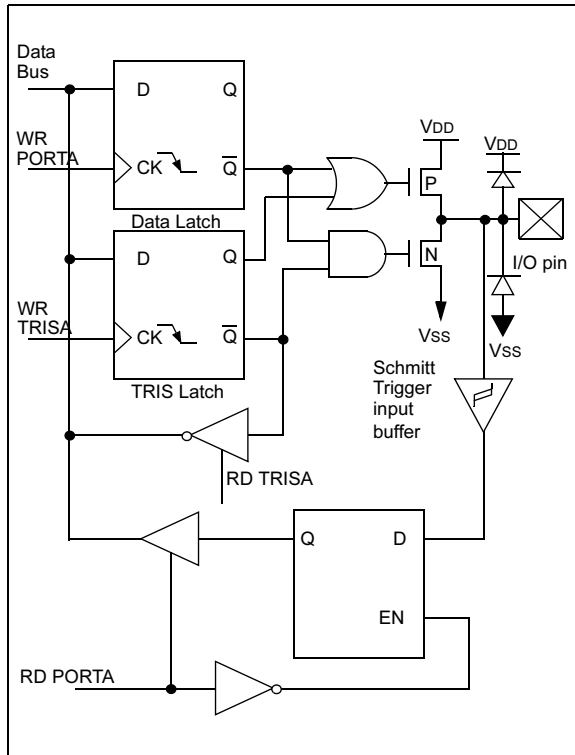 Data
Bus
D Q
WR
PORTA
CK Q
VDD
VDD
P
Data Latch
D Q
N
I/O pin
WR
TRISA
CK Q
VSS
VSS
TRIS Latch
Schmitt
Trigger
input
buffer
RD TRISA
Q D
EN
RD PORTA